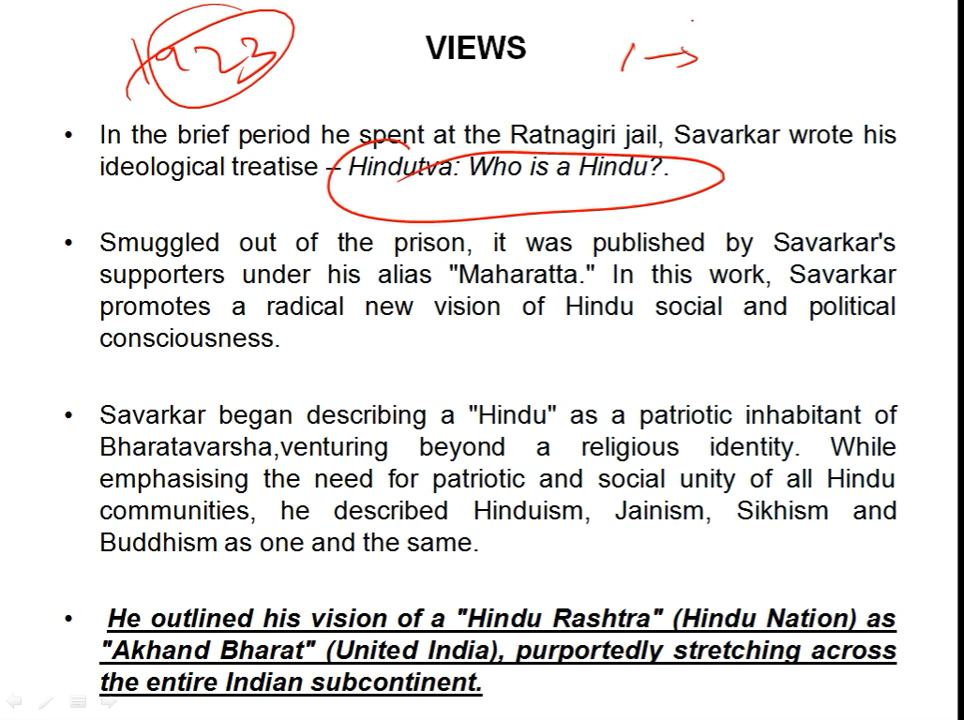 1923
VIEWS
1 →
• In the brief period he spent at the Ratnagiri jail, Savarkar wrote his
ideological treatise – Hindutva: Who is a Hindu?.
• Smuggled out of the prison, it was published by Savarkar's
supporters under his alias "Maharatta." In this work, Savarkar
promotes a radical new vision of Hindu social and political
consciousness.
• Savarkar began describing a "Hindu" as a patriotic inhabitant of
Bharatavarsha,venturing beyond a religious identity. While
emphasising the need for patriotic and social unity of all Hindu
communities, he described Hinduism, Jainism, Sikhism and
Buddhism as one and the same.
• He outlined his vision of a "Hindu Rashtra" (Hindu Nation) as
"Akhand Bharat" (United India), purportedly stretching across
the entire Indian subcontinent.